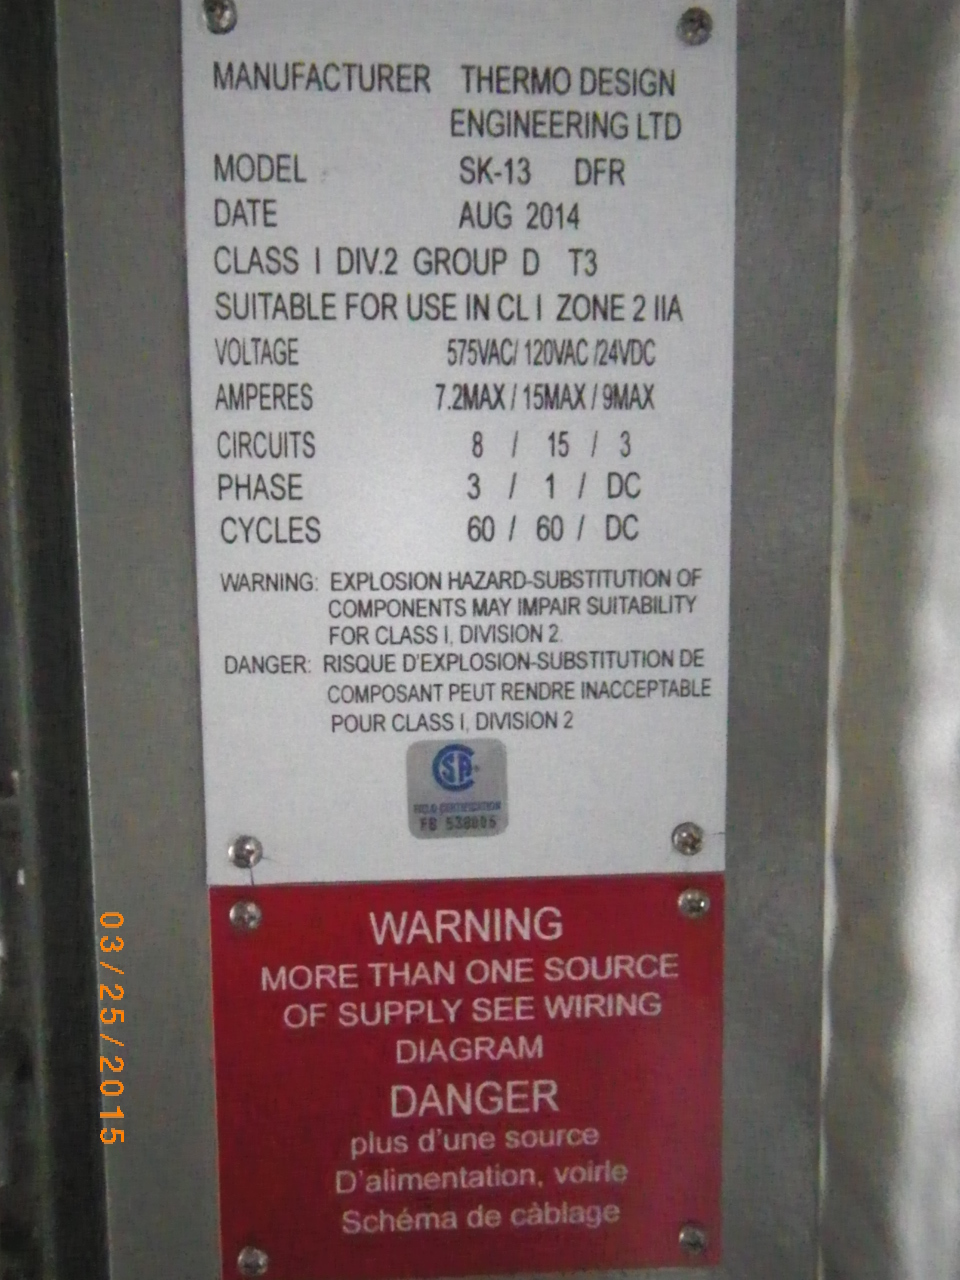 MANUFACTURER THERMO DESIGN
ENGINEERING LTD
MODEL SK-13 DFR
DATE AUG 2014
CLASS I DIV.2 GROUP D T3
SUITABLE FOR USE IN CL I ZONE 2 IIA
VOLTAGE 575VAC/ 120VAC /24VDC
AMPERES 7.2MAX / 15MAX / 9MAX
CIRCUITS 8 / 15 / 3
PHASE 3 / 1 / DC
CYCLES 60 / 60 / DC
WARNING: EXPLOSION HAZARD-SUBSTITUTION OF
COMPONENTS MAY IMPAIR SUITABILITY
FOR CLASS I, DIVISION 2.
DANGER: RISQUE D'EXPLOSION-SUBSTITUTION DE
COMPOSANT PEUT RENDRE INACCEPTABLE
POUR CLASS I, DIVISION 2
CSA
CERTIFICATION
WARNING
MORE THAN ONE SOURCE
OF SUPPLY SEE WIRING
DIAGRAM
DANGER
plus d'une source
D'alimentation, voirle
Schéma de càblage
03/25/2015